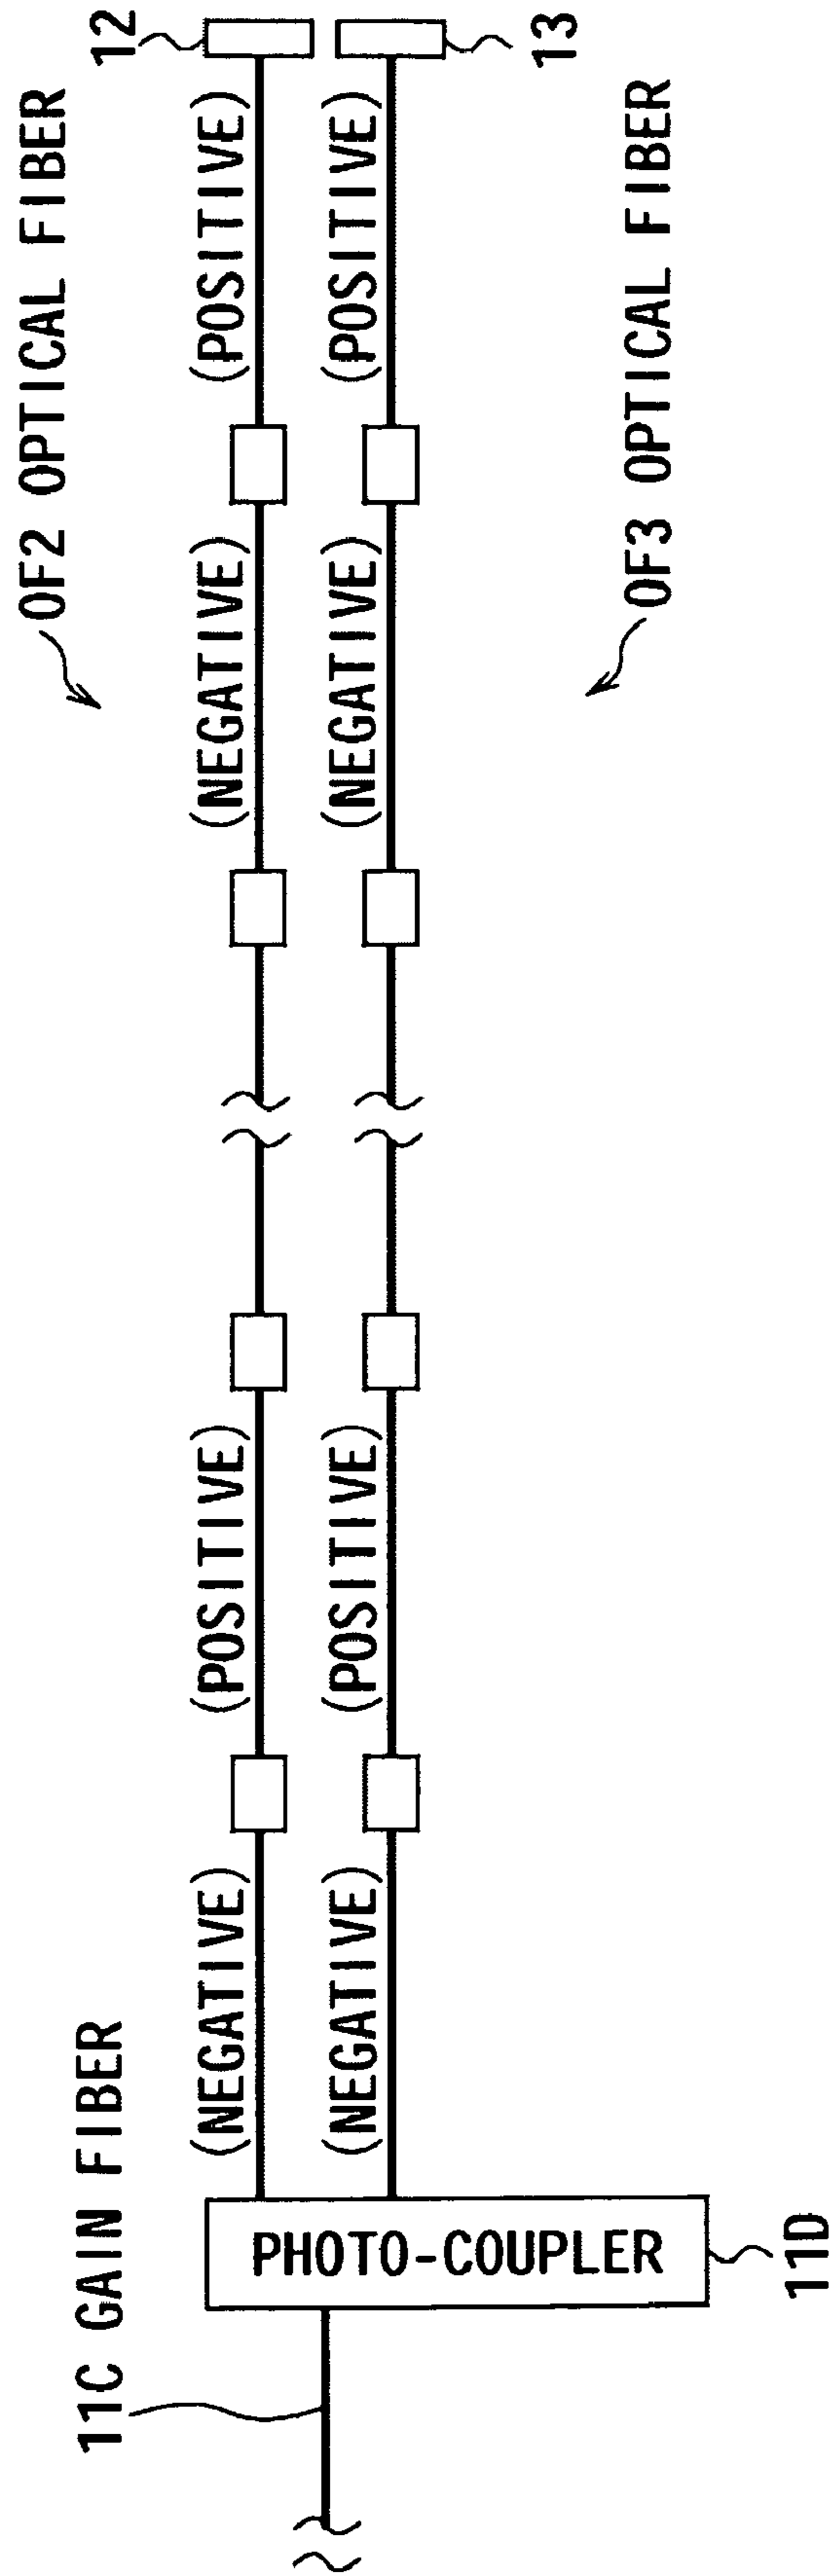 OF2 OPTICAL FIBER
12
11C GAIN FIBER
(NEGATIVE)
(POSITIVE)
(NEGATIVE)
(POSITIVE)
(NEGATIVE)
(POSITIVE)
(NEGATIVE)
(POSITIVE)
PHOTO-COUPLER
13
OF3 OPTICAL FIBER
11D